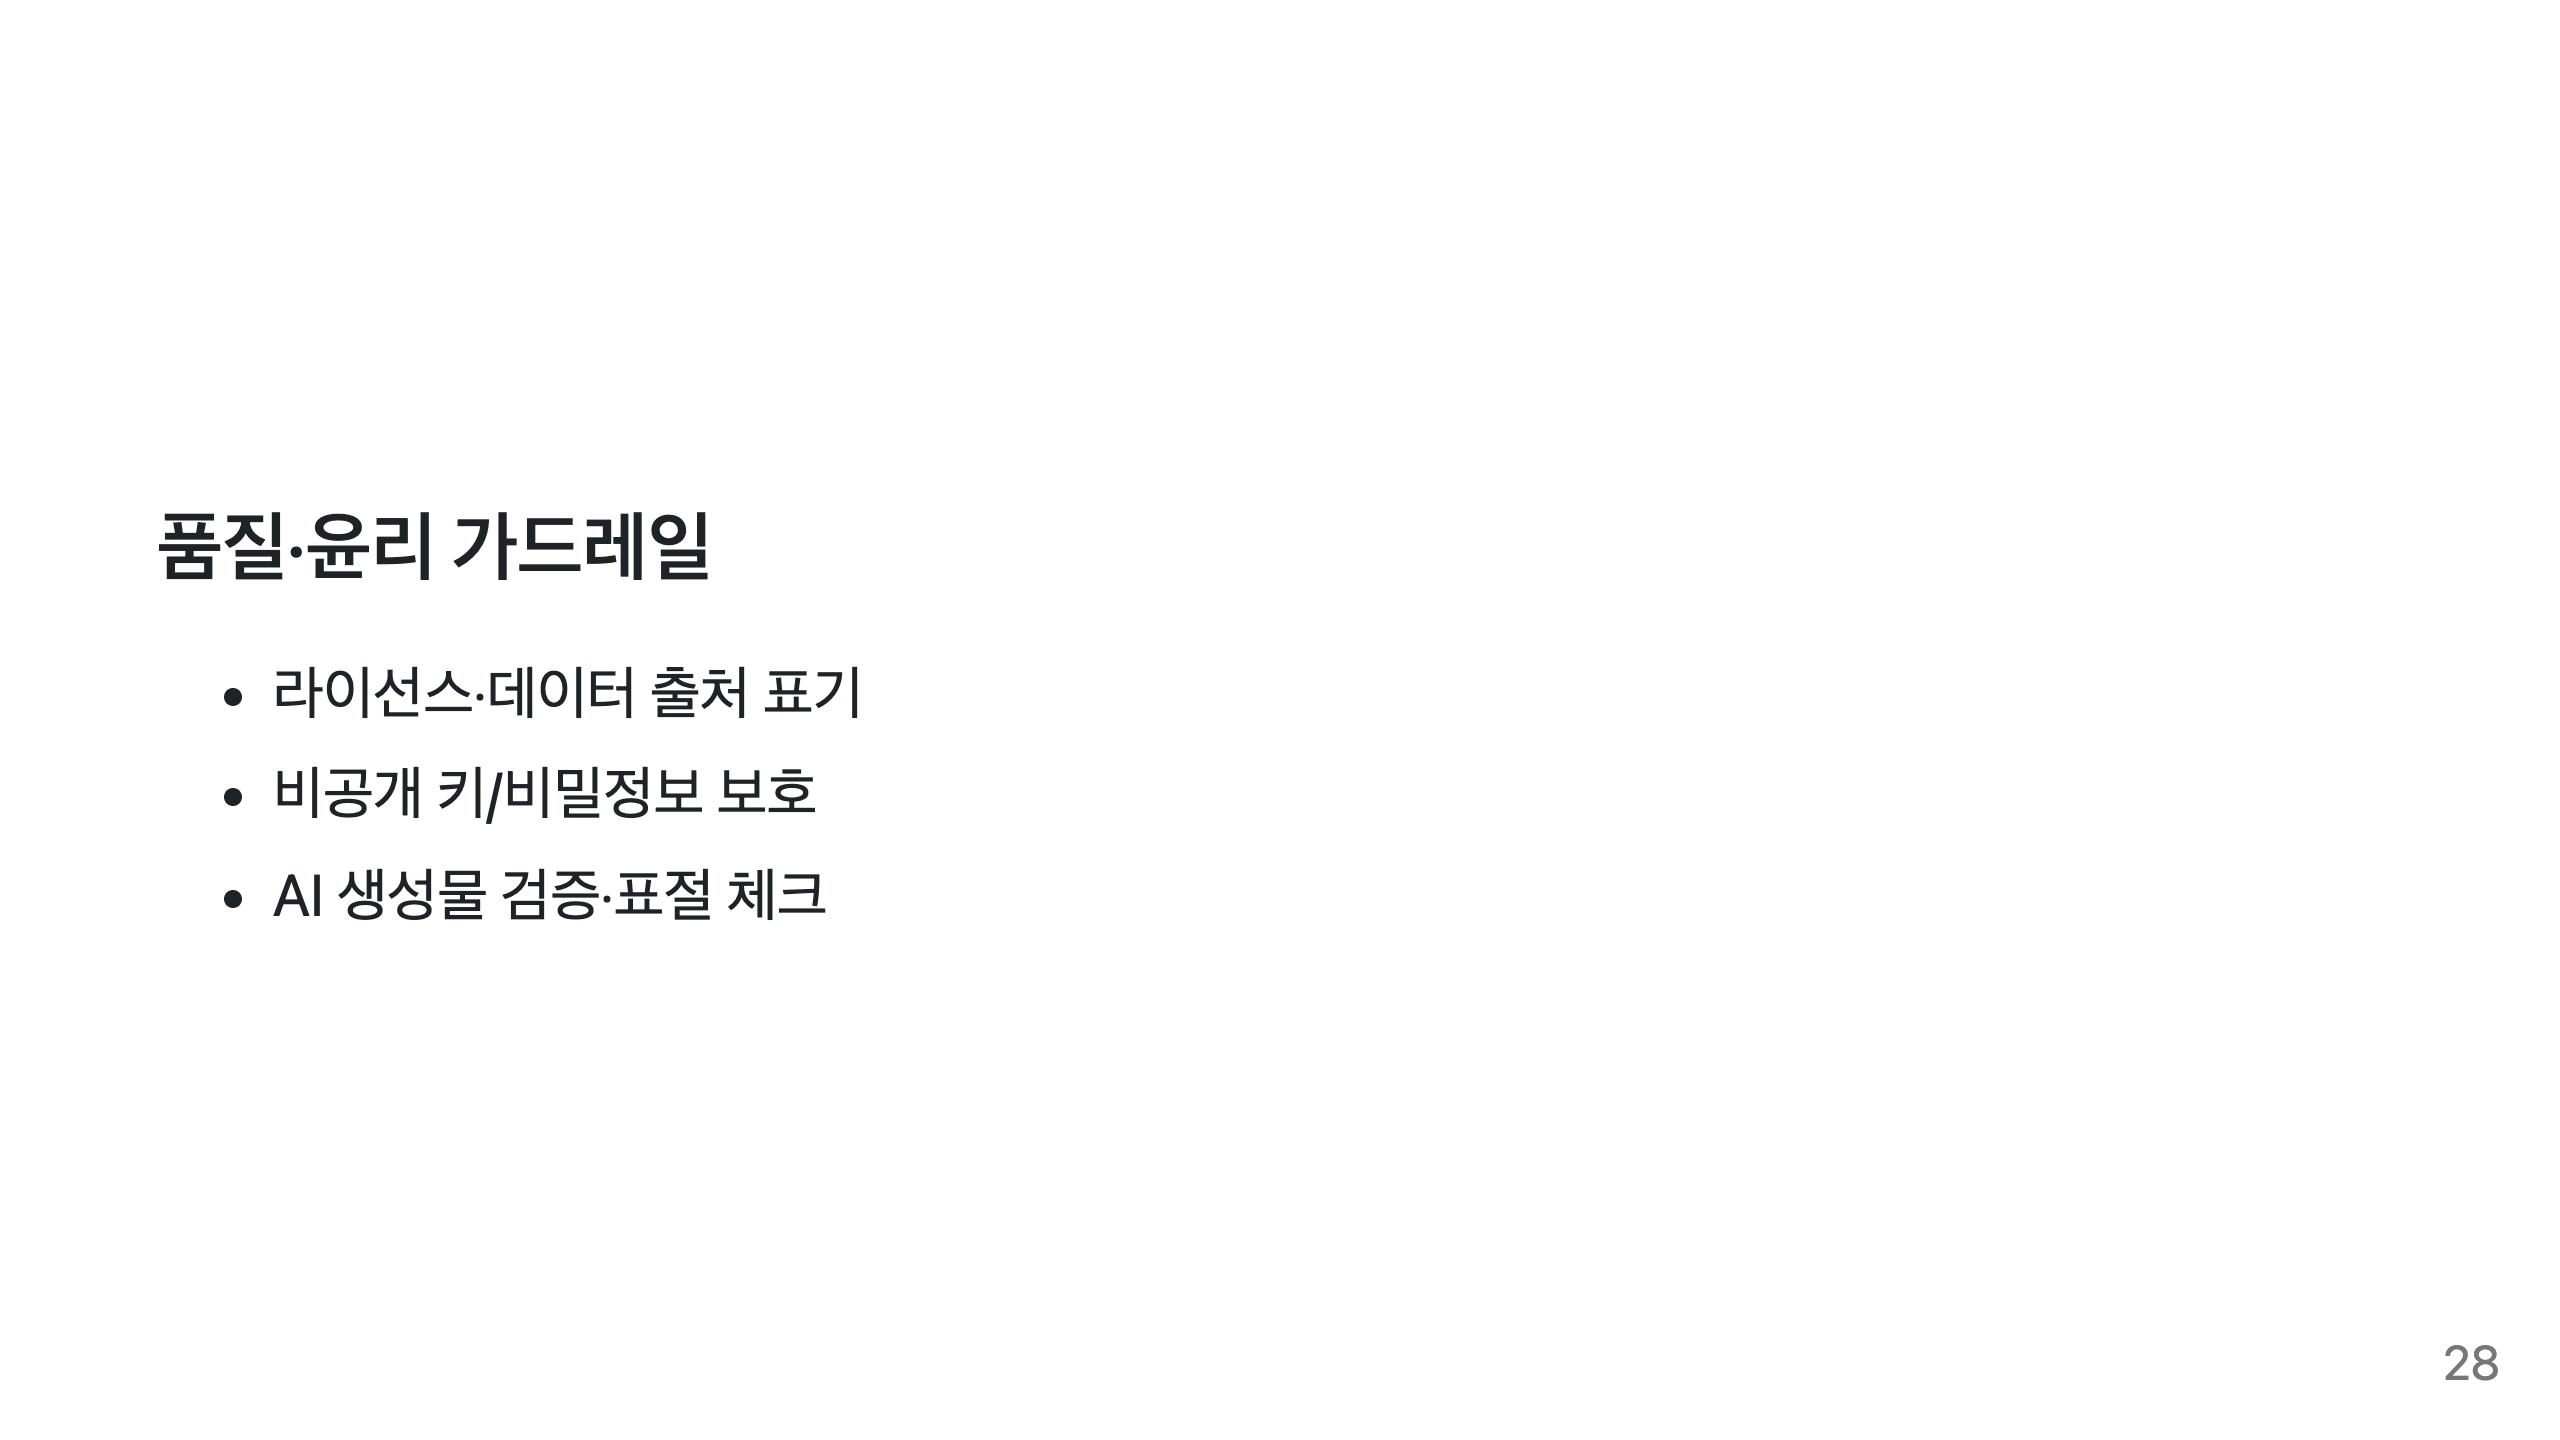 품질·윤리 가드레일
• 라이선스·데이터 출처 표기
• 비공개 키/비밀정보 보호
• AI 생성물 검증·표절 체크
28